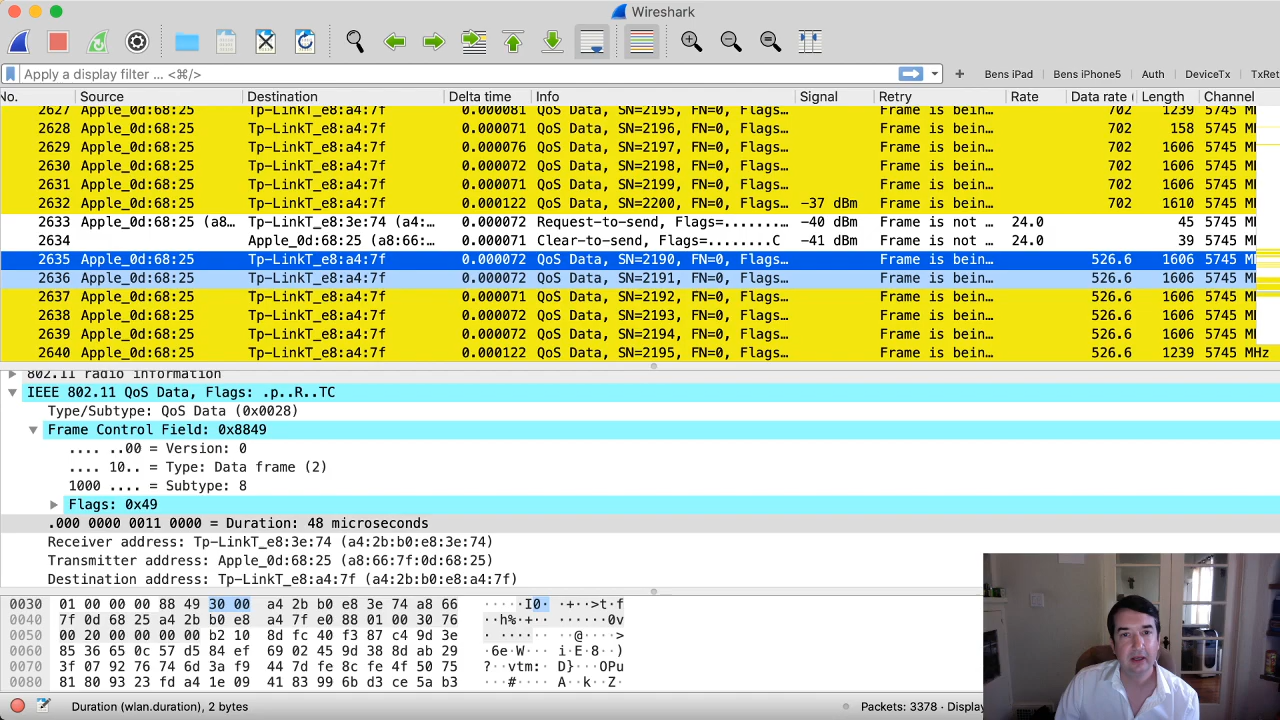 Wireshark
Apply a display filter ... <⌘/>
+ Bens iPad Bens iPhone5 Auth DeviceTx TxRet
No. Source Destination Delta time Info Signal Retry Rate Data rate ( Length Channel
2627 Apple_0d:68:25 Tp-LinkT_e8:a4:7f 0.000081 QoS Data, SN=2195, FN=0, Flags… Frame is bein… 702 1239 5745 MH
2628 Apple_0d:68:25 Tp-LinkT_e8:a4:7f 0.000071 QoS Data, SN=2196, FN=0, Flags… Frame is bein… 702 158 5745 MH
2629 Apple_0d:68:25 Tp-LinkT_e8:a4:7f 0.000076 QoS Data, SN=2197, FN=0, Flags… Frame is bein… 702 1606 5745 MH
2630 Apple_0d:68:25 Tp-LinkT_e8:a4:7f 0.000072 QoS Data, SN=2198, FN=0, Flags… Frame is bein… 702 1606 5745 MH
2631 Apple_0d:68:25 Tp-LinkT_e8:a4:7f 0.000071 QoS Data, SN=2199, FN=0, Flags… Frame is bein… 702 1606 5745 MH
2632 Apple_0d:68:25 Tp-LinkT_e8:a4:7f 0.000122 QoS Data, SN=2200, FN=0, Flags… -37 dBm Frame is bein… 702 1610 5745 MH
2633 Apple_0d:68:25 (a8… Tp-LinkT_e8:3e:74 (a4:… 0.000072 Request-to-send, Flags=.......… -40 dBm Frame is not … 24.0 45 5745 MH
2634 Apple_0d:68:25 (a8:66:… 0.000072 Clear-to-send, Flags=........C -41 dBm Frame is not … 24.0 39 5745 MH
2635 Apple_0d:68:25 Tp-LinkT_e8:a4:7f 0.000072 QoS Data, SN=2190, FN=0, Flags… Frame is bein… 526.6 1606 5745 MH
2636 Apple_0d:68:25 Tp-LinkT_e8:a4:7f 0.000072 QoS Data, SN=2191, FN=0, Flags… Frame is bein… 526.6 1606 5745 MH
2637 Apple_0d:68:25 Tp-LinkT_e8:a4:7f 0.000071 QoS Data, SN=2192, FN=0, Flags… Frame is bein… 526.6 1606 5745 MH
2638 Apple_0d:68:25 Tp-LinkT_e8:a4:7f 0.000072 QoS Data, SN=2193, FN=0, Flags… Frame is bein… 526.6 1606 5745 MH
2639 Apple_0d:68:25 Tp-LinkT_e8:a4:7f 0.000072 QoS Data, SN=2194, FN=0, Flags… Frame is bein… 526.6 1606 5745 MH
2640 Apple_0d:68:25 Tp-LinkT_e8:a4:7f 0.000122 QoS Data, SN=2195, FN=0, Flags… Frame is bein… 526.6 1239 5745 MHz
802.11 radio information
IEEE 802.11 QoS Data, Flags: .p..R..TC
Type/Subtype: QoS Data (0x0028)
Frame Control Field: 0x8849
.... ..00 = Version: 0
.... 10.. = Type: Data frame (2)
1000 .... = Subtype: 8
Flags: 0x49
.000 0000 0011 0000 = Duration: 48 microseconds
Receiver address: Tp-LinkT_e8:3e:74 (a4:2b:b0:e8:3e:74)
Transmitter address: Apple_0d:68:25 (a8:66:7f:0d:68:25)
Destination address: Tp-LinkT_e8:a4:7f (a4:2b:b0:e8:a4:7f)
0030 01 00 00 00 88 49 30 00 a4 2b b0 e8 3e 74 a8 66 ·····I0· ·+··>t·f
0040 7f 0d 68 25 a4 2b b0 e8 a4 7f 00 e8 88 01 00 30 76 ··h%·+·· ······0v
0050 00 20 00 00 00 00 b2 10 8d fc 40 f3 87 c4 9d 3e · ······ ··@····>
0060 85 36 65 0c 57 d5 84 ef 69 02 45 9d 38 8d ab 29 ·6e·W··· i·E·8··)
0070 3f 07 92 76 74 6d 3a f9 44 7d fe 8c fe 4f 50 75 ?··vtm:· D}···OPu
0080 81 80 93 23 fd a4 1e 09 41 83 99 6b d3 ce 5a b3 ···#···· A··k··Z·
Duration (wlan.duration), 2 bytes Packets: 3378 · Display